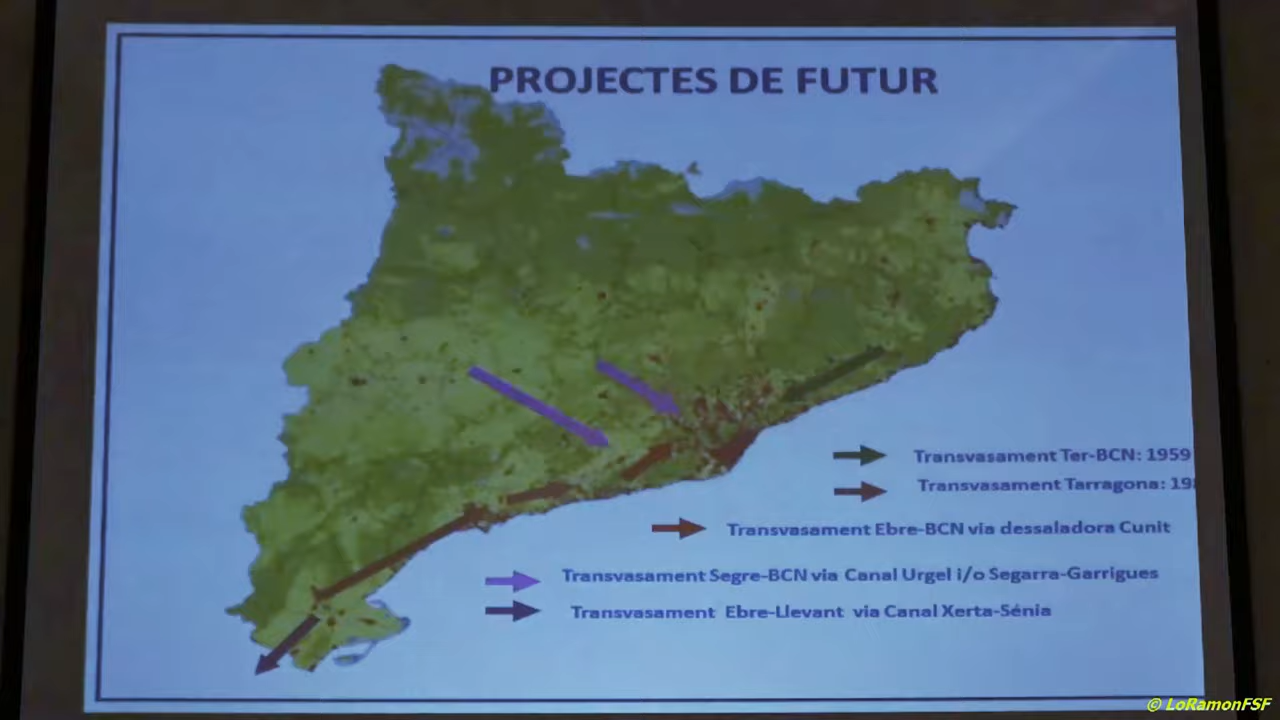 PROJECTES DE FUTUR
Transvasament Ter-BCN: 1959
Transvasament Tarragona:
Transvasament Ebre-BCN via dessaladora Cunit
Transvasament Segre-BCN via Canal Urgel i/o Segarra-Garrigues
Transvasament Ebre-Llevant via Canal Xerta-Sénia
© LoRamonFSF